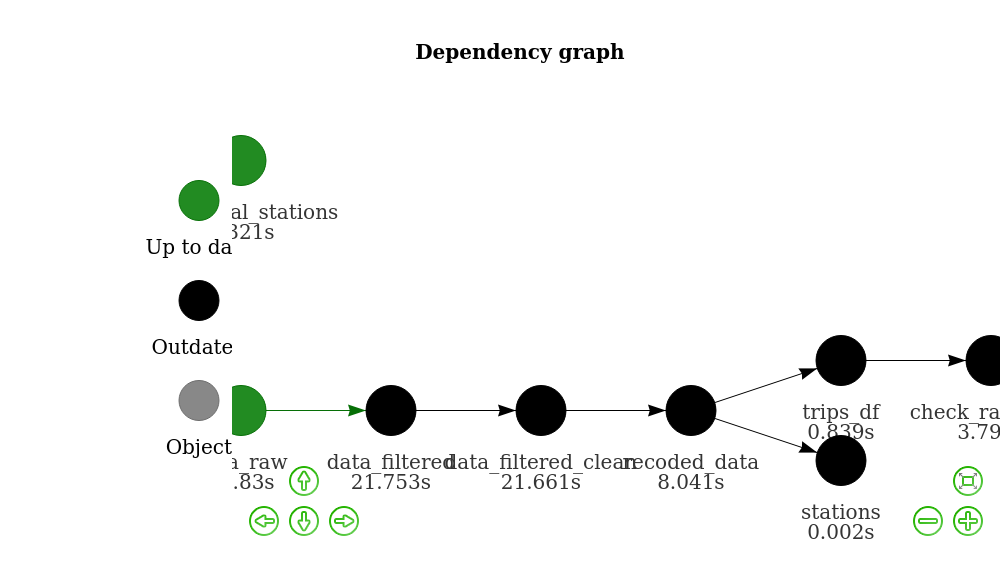 Dependency graph
al_stations
321s
Up to da
Outdate
Object
a_raw
.83s
data_filtered
21.753s
data_filtered_clean
21.661s
recoded_data
8.041s
trips_df
0.839s
check_ra
3.79
stations
0.002s